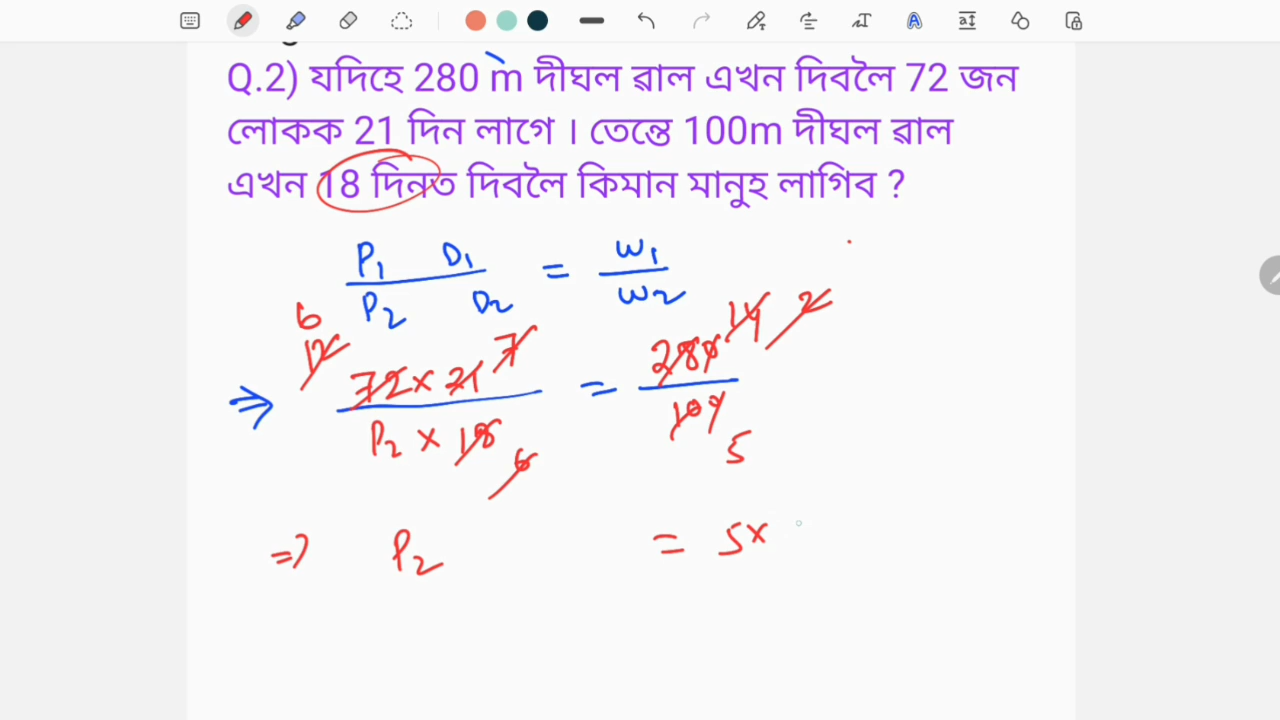 Q.2) যদিহে 280 m দীঘল ৱাল এখন দিবলৈ 72 জন
লোকক 21 দিন লাগে । তেন্তে 100m দীঘল ৱাল
এখন 18 দিনত দিবলৈ কিমান মানুহ লাগিব ?
P1 D1 = W1
P2 D2 W2
6
12 72 x 21 7 = 280 14 2
P2 x 18 6 100 5
=> P2 = 5x